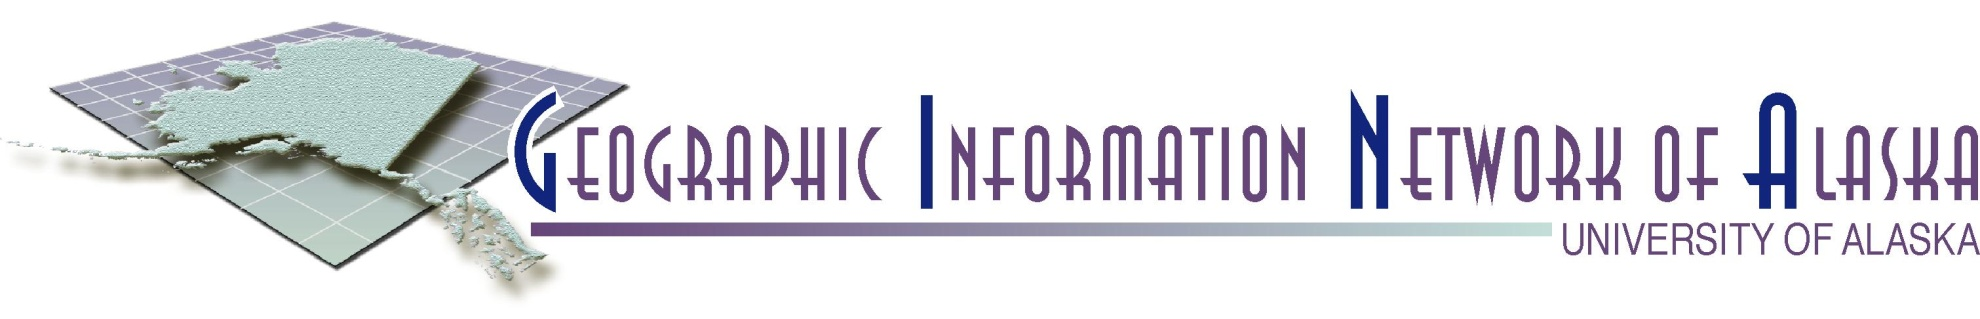 GEOGRAPHIC INFORMATION NETWORK OF ALASKA
UNIVERSITY OF ALASKA